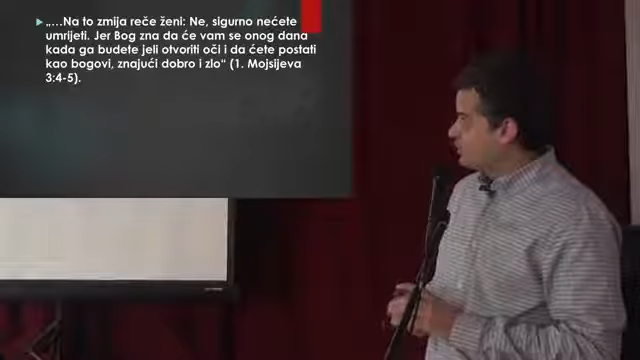 „...Na to zmija reče ženi: Ne, sigurno nećete
umrijeti. Jer Bog zna da će vam se onog dana
kada ga budete jeli otvoriti oči i da ćete postati
kao bogovi, znajući dobro i zlo“ (1. Mojsijeva
3:4-5).